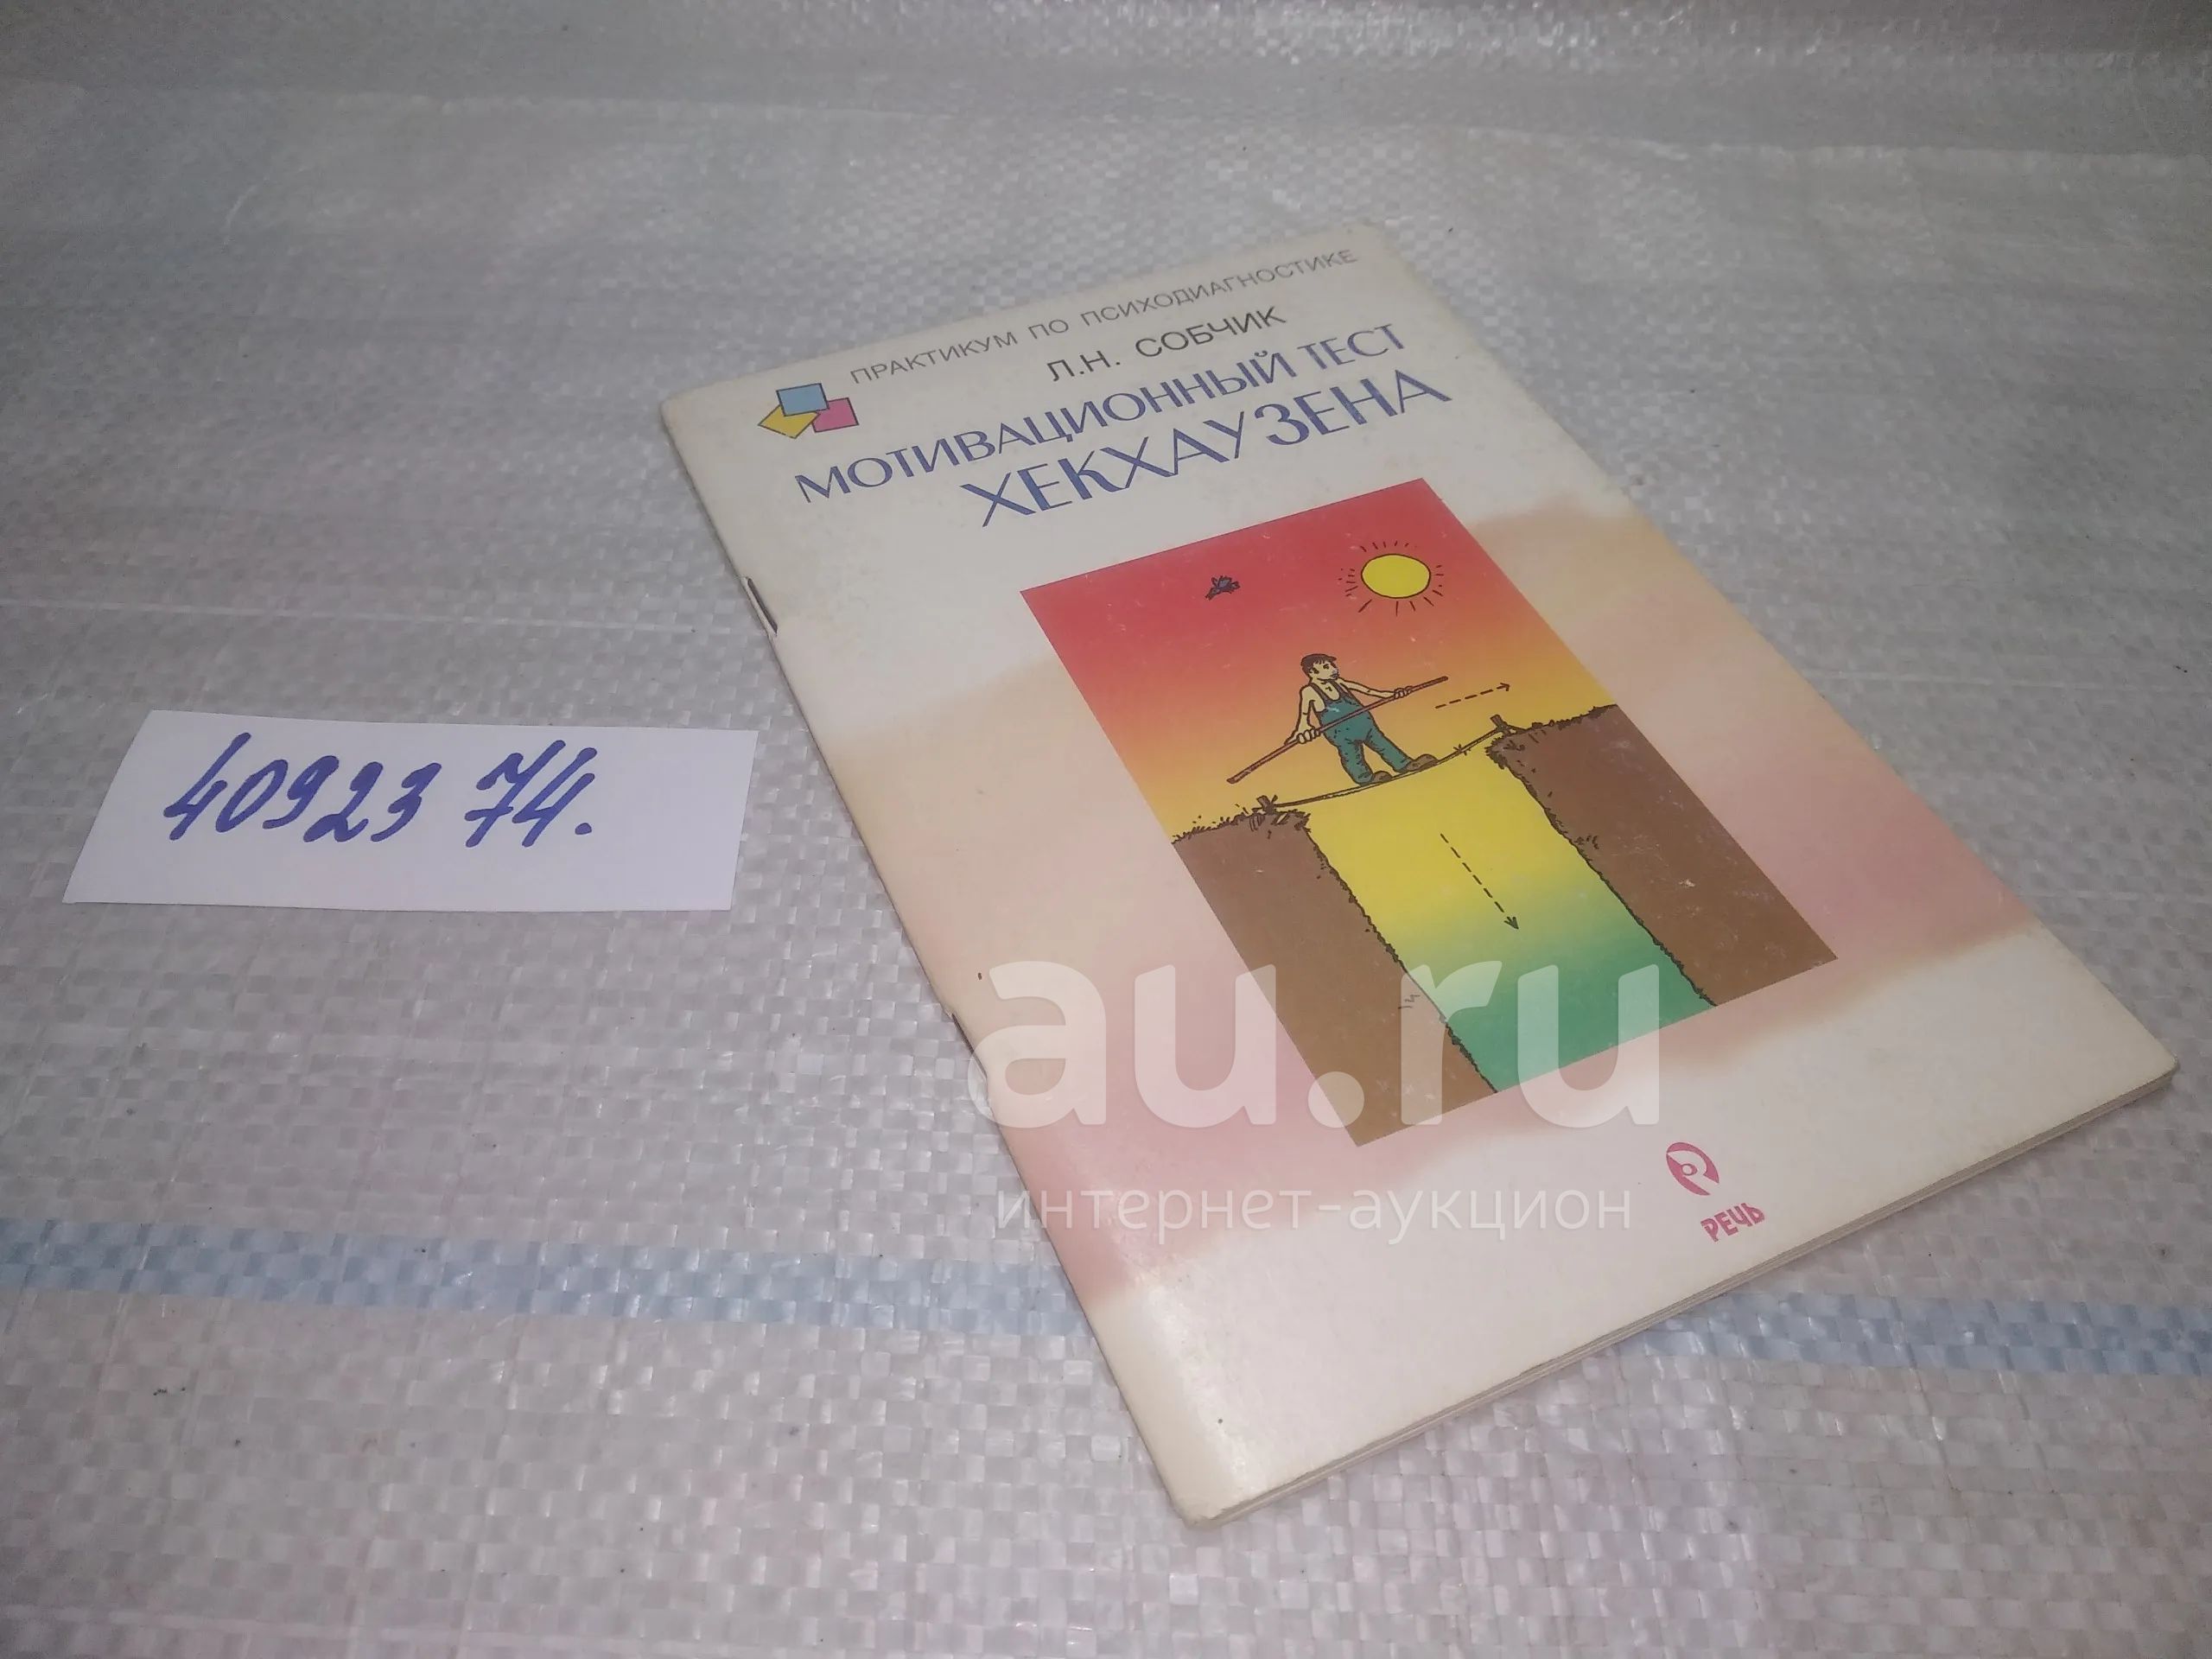 ПРАКТИКУМ ПО ПСИХОДИАГНОСТИКЕ
Л.Н. СОБЧИК
МОТИВАЦИОННЫЙ ТЕСТ
ХЕКХАУЗЕНА
40923 74.
au.ru
интернет-аукцион
РЕЧЬ